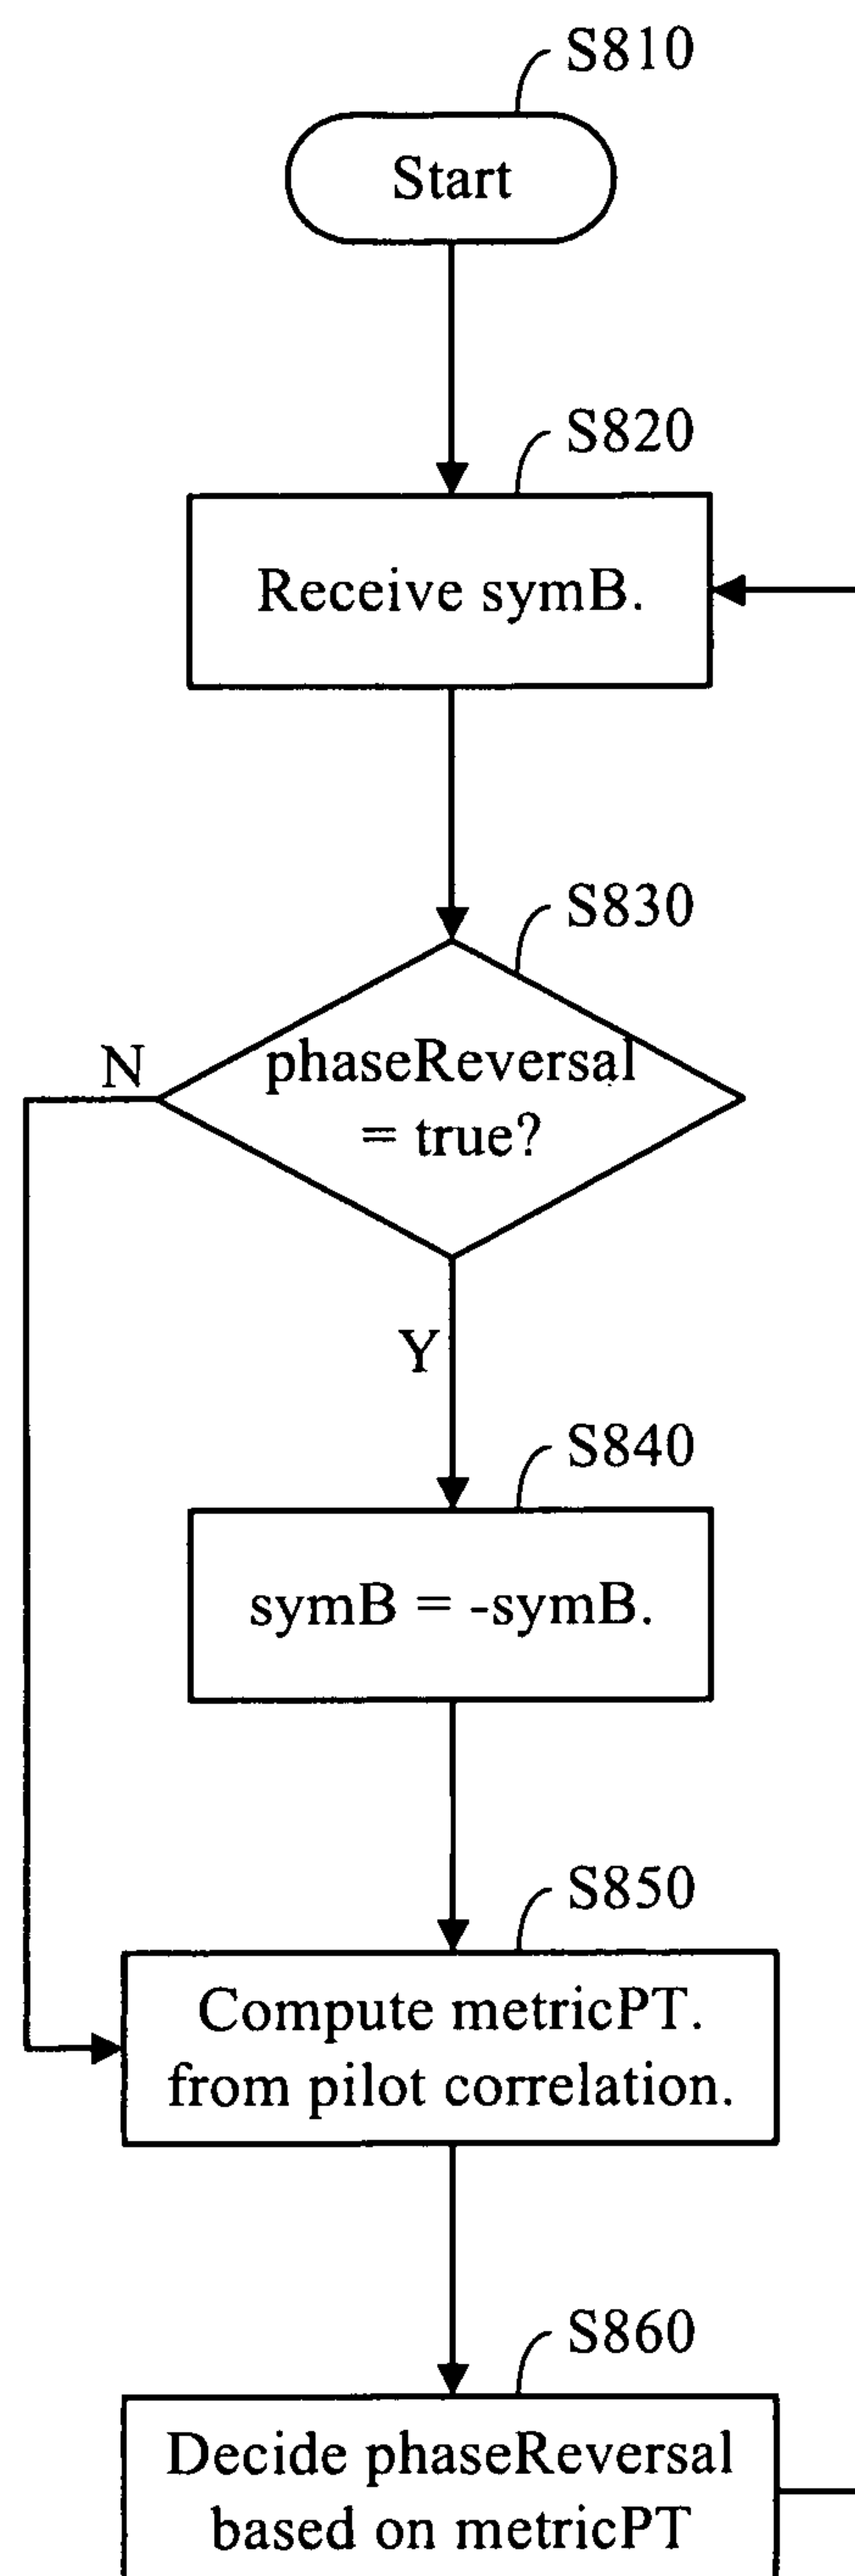 S810
Start
S820
Receive symB.
S830
N
phaseReversal
= true?
Y
S840
symB = -symB.
S850
Compute metricPT.
from pilot correlation.
S860
Decide phaseReversal
based on metricPT